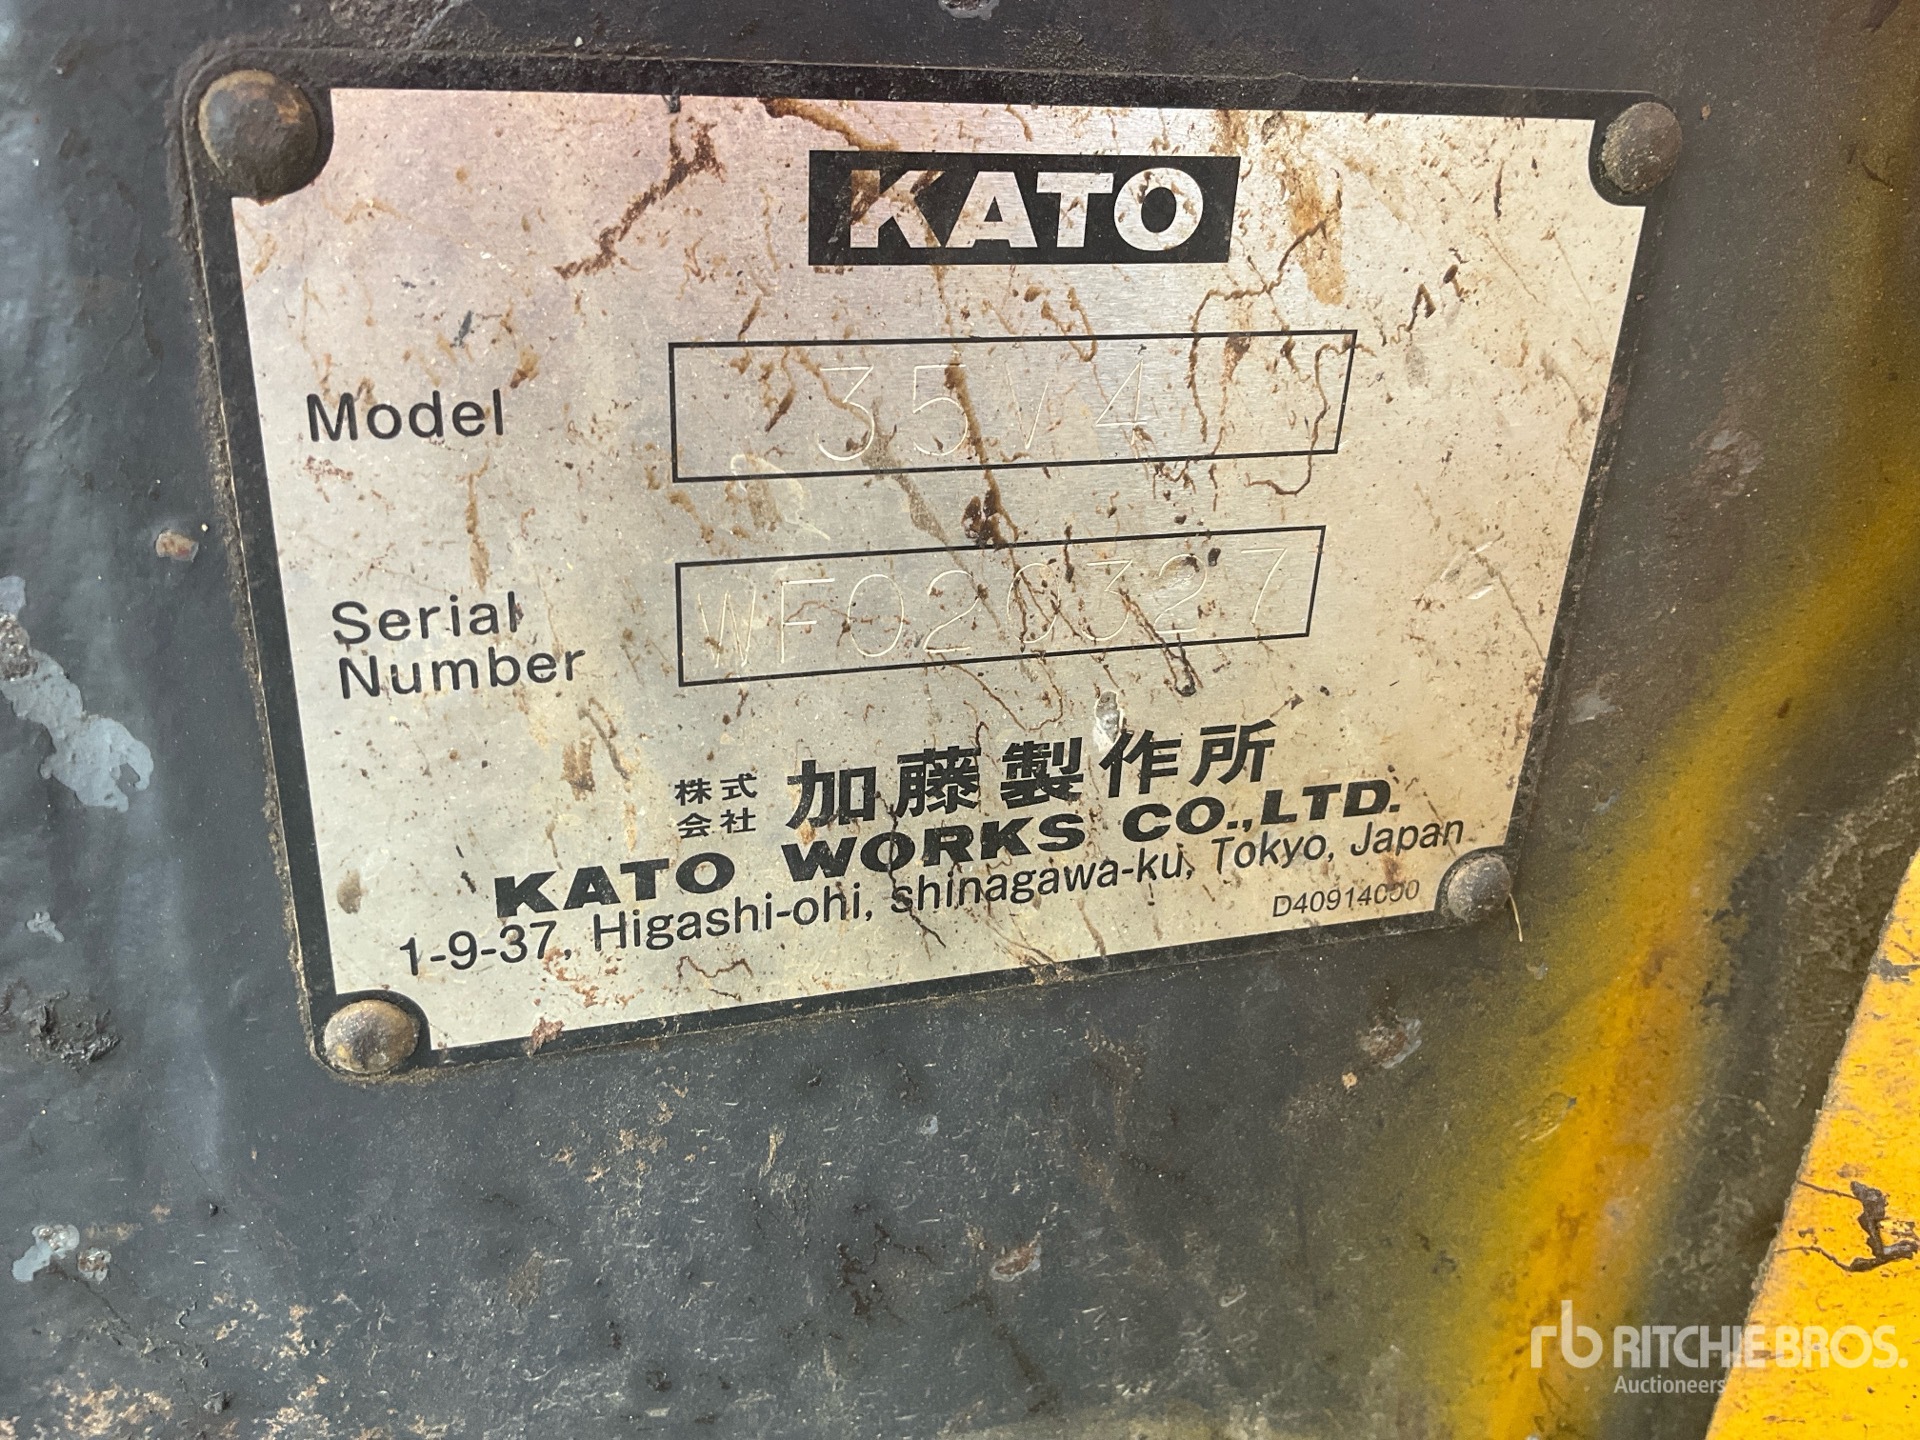 KATO
Model 35V4
Serial Number WF020327
株式会社 加藤製作所
KATO WORKS CO.,LTD.
1-9-37, Higashi-ohi, shinagawa-ku, Tokyo, Japan
D40914000
rb RITCHIE BROS.
Auctioneers